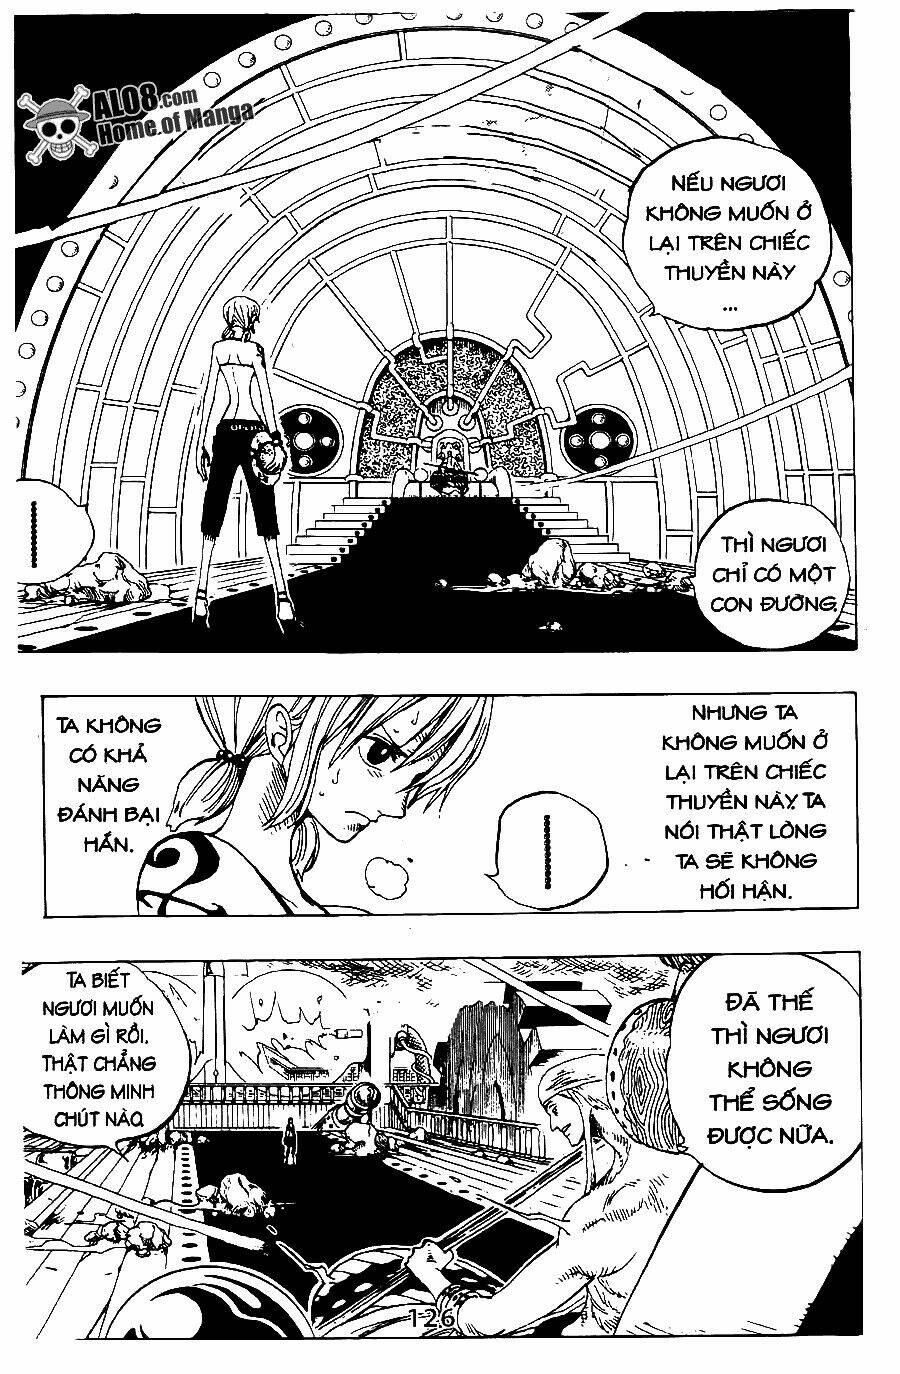 AL08.com
Home.of Manga
NẾU NGƯƠI
KHÔNG MUỐN Ở
LẠI TRÊN CHIẾC
THUYỀN NÀY
...
THÌ NGƯƠI
CHỈ CÓ MỘT
CON ĐƯỜNG.
NHƯNG TA
KHÔNG MUỐN Ở
LẠI TRÊN CHIẾC
THUYỀN NÀY. TA
NÓI THẬT LÒNG
TA SẼ KHÔNG
HỐI HẬN.
TA KHÔNG
CÓ KHẢ
NĂNG
ĐÁNH BẠI
HẮN.
ĐÃ THẾ
THÌ NGƯƠI
KHÔNG
THỂ SỐNG
ĐƯỢC NỮA.
TA BIẾT
NGƯƠI MUỐN
LÀM GÌ RỒI.
THẬT CHẲNG
THÔNG MINH
CHÚT NÀO.
126